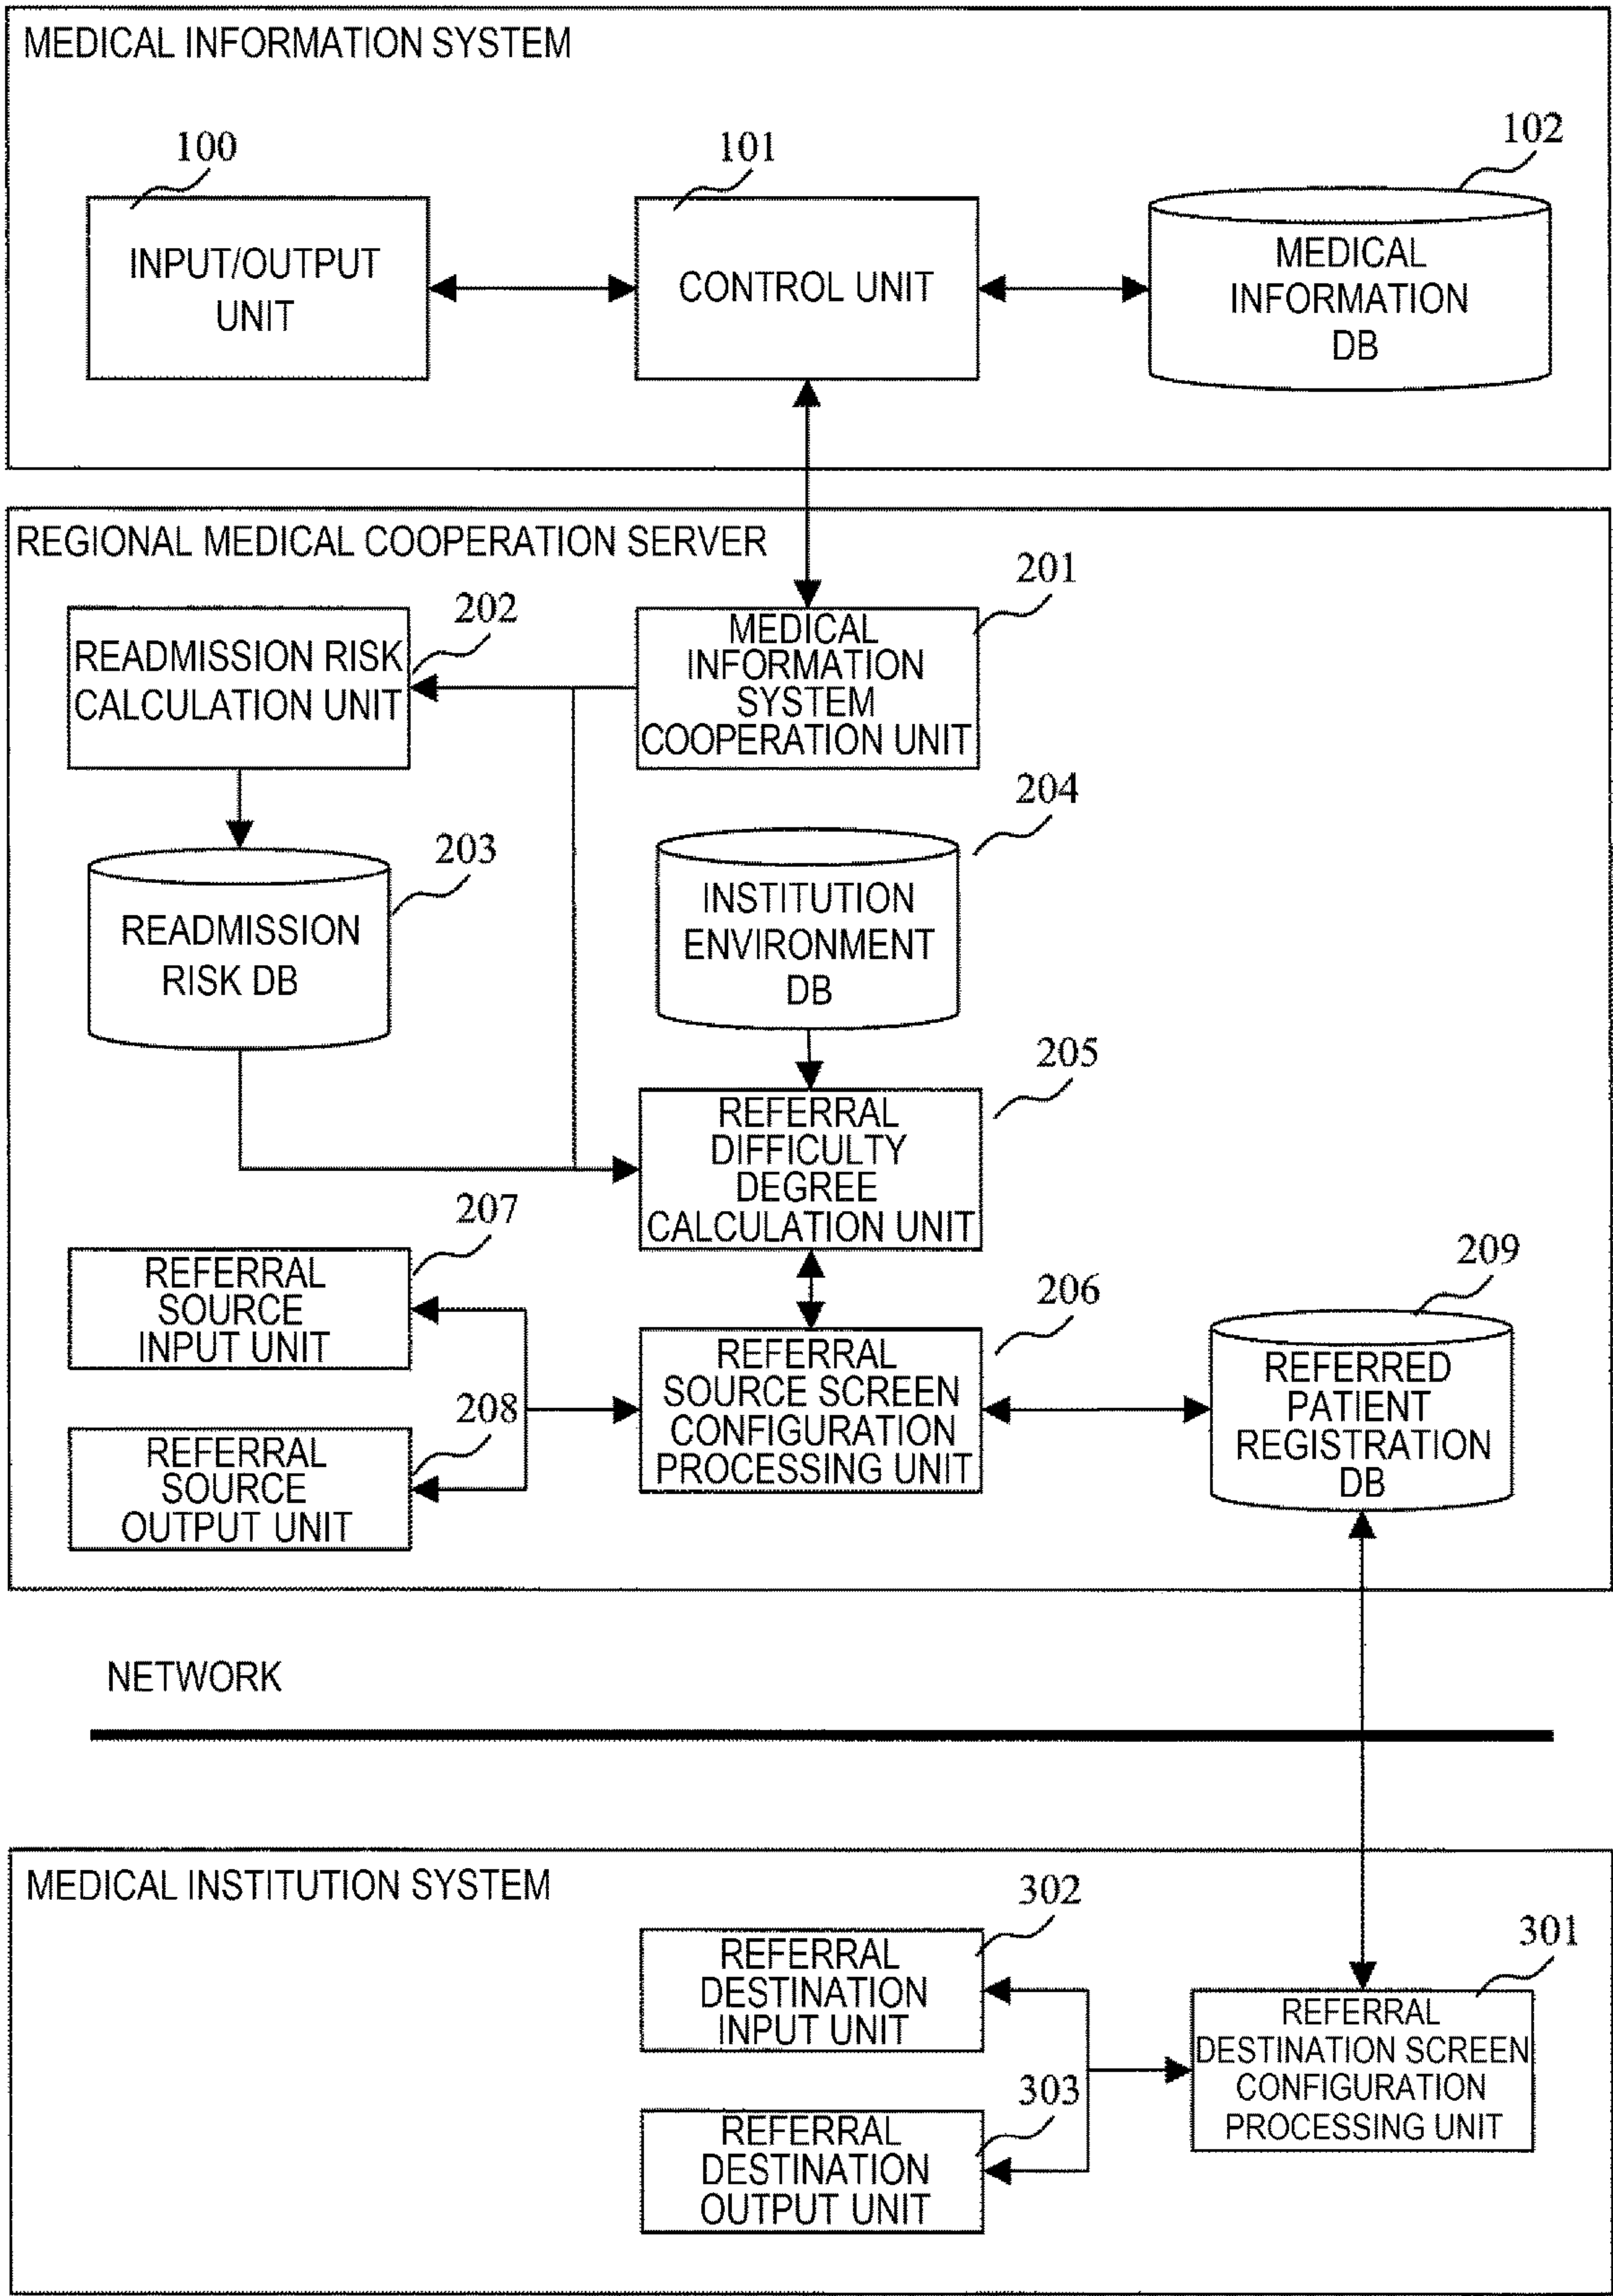 MEDICAL INFORMATION SYSTEM
100
101
102
INPUT/OUTPUT
UNIT
CONTROL UNIT
MEDICAL
INFORMATION
DB
REGIONAL MEDICAL COOPERATION SERVER
201
202
READMISSION RISK
CALCULATION UNIT
MEDICAL
INFORMATION
SYSTEM
COOPERATION UNIT
204
203
READMISSION
RISK DB
INSTITUTION
ENVIRONMENT
DB
205
REFERRAL
DIFFICULTY
DEGREE
CALCULATION UNIT
207
REFERRAL
SOURCE
INPUT UNIT
206
209
REFERRAL
SOURCE SCREEN
CONFIGURATION
PROCESSING UNIT
REFERRED
PATIENT
REGISTRATION
DB
208
REFERRAL
SOURCE
OUTPUT UNIT
NETWORK
MEDICAL INSTITUTION SYSTEM
302
REFERRAL
DESTINATION
INPUT UNIT
301
REFERRAL
DESTINATION SCREEN
CONFIGURATION
PROCESSING UNIT
303
REFERRAL
DESTINATION
OUTPUT UNIT